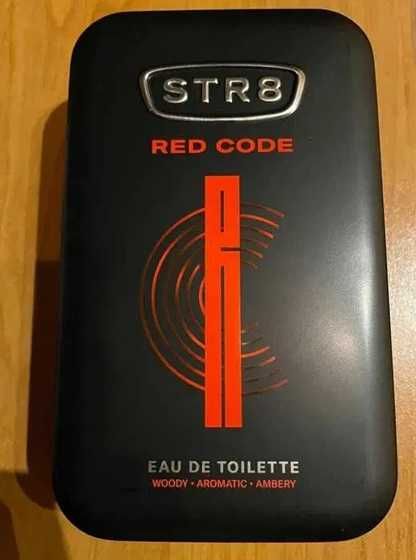 STR8
RED CODE
EAU DE TOILETTE
WOODY • AROMATIC • AMBERY